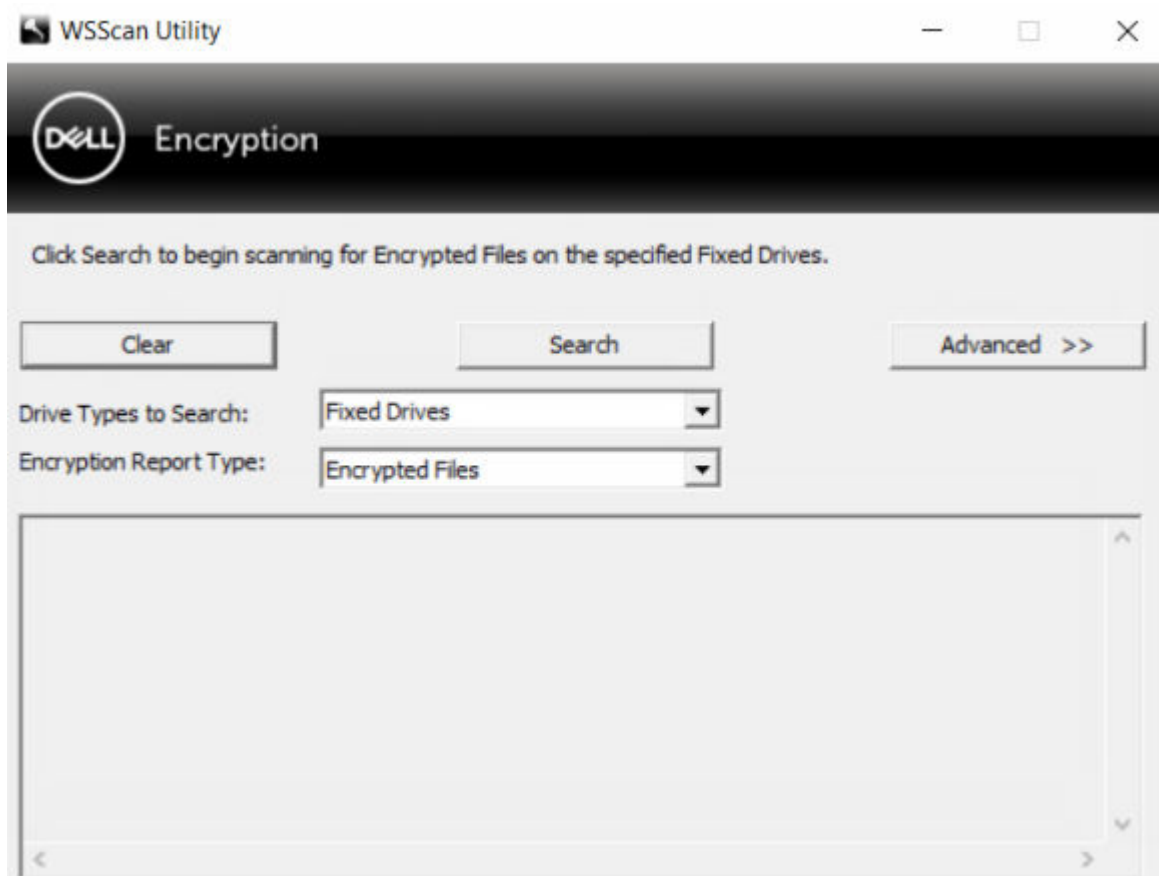 WSScan Utility
DELL Encryption
Click Search to begin scanning for Encrypted Files on the specified Fixed Drives.
Clear Search Advanced >>
Drive Types to Search: Fixed Drives
Encryption Report Type: Encrypted Files